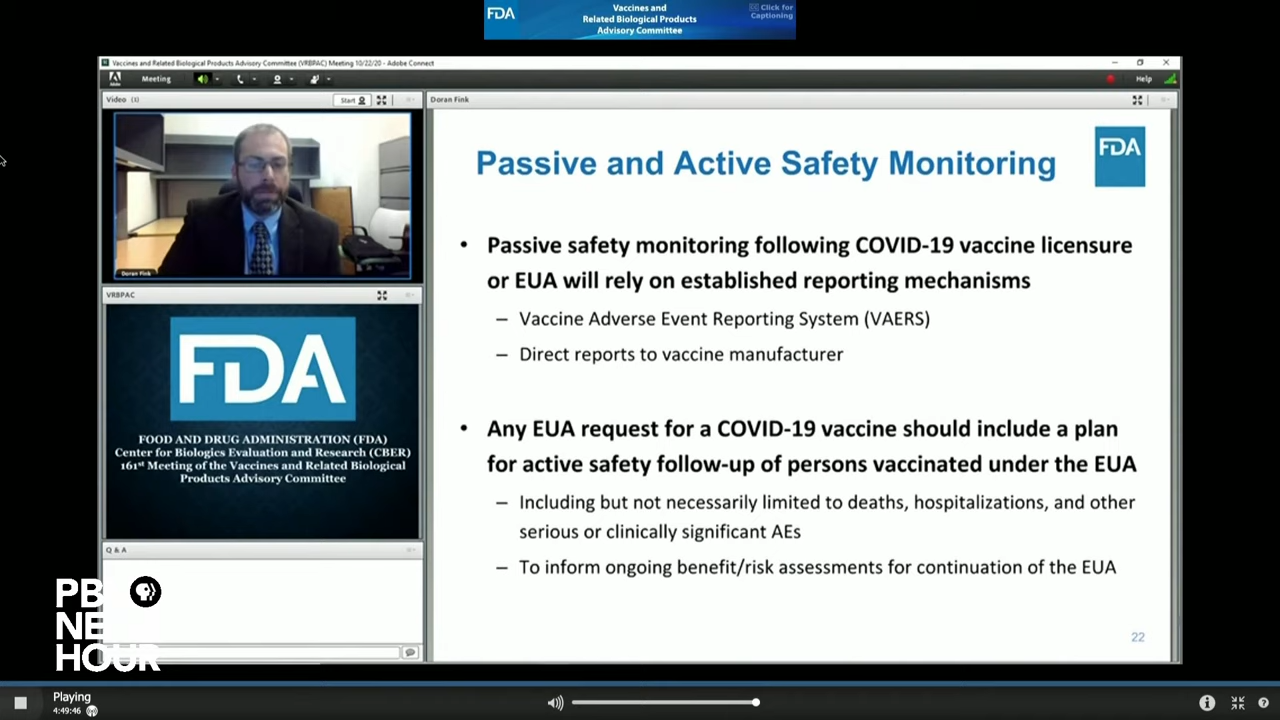 FDA
Vaccines and
Related Biological Products
Advisory Committee
Click for
Captioning
Vaccines and Related Biological Products Advisory Committee (VRBPAC) Meeting 10/22/20 - Adobe Connect
Meeting
Help
Video (1)
Start
Doran Fink
Doran Fink
VRBPAC
FDA
FOOD AND DRUG ADMINISTRATION (FDA)
Center for Biologics Evaluation and Research (CBER)
161st Meeting of the Vaccines and Related Biological
Products Advisory Committee
Q & A
Passive and Active Safety Monitoring
FDA
• Passive safety monitoring following COVID-19 vaccine licensure
or EUA will rely on established reporting mechanisms
– Vaccine Adverse Event Reporting System (VAERS)
– Direct reports to vaccine manufacturer
• Any EUA request for a COVID-19 vaccine should include a plan
for active safety follow-up of persons vaccinated under the EUA
– Including but not necessarily limited to deaths, hospitalizations, and other
serious or clinically significant AEs
– To inform ongoing benefit/risk assessments for continuation of the EUA
22
PBS
NEWS
HOUR
Playing
4:49:46